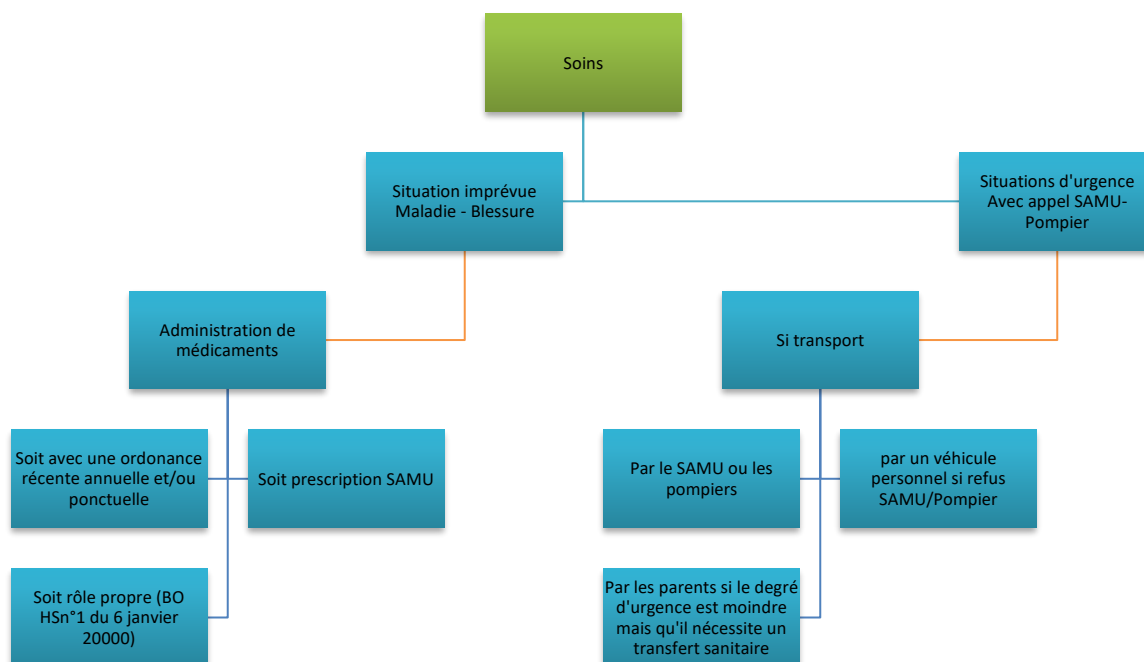 Soins
Situation imprévue
Maladie - Blessure
Situations d'urgence
Avec appel SAMU-
Pompier
Administration de
médicaments
Si transport
Soit avec une ordonance
récente annuelle et/ou
ponctuelle
Soit prescription SAMU
Par le SAMU ou les
pompiers
par un véhicule
personnel si refus
SAMU/Pompier
Soit rôle propre (BO
HSn°1 du 6 janvier
20000)
Par les parents si le degré
d'urgence est moindre
mais qu'il nécessite un
transfert sanitaire